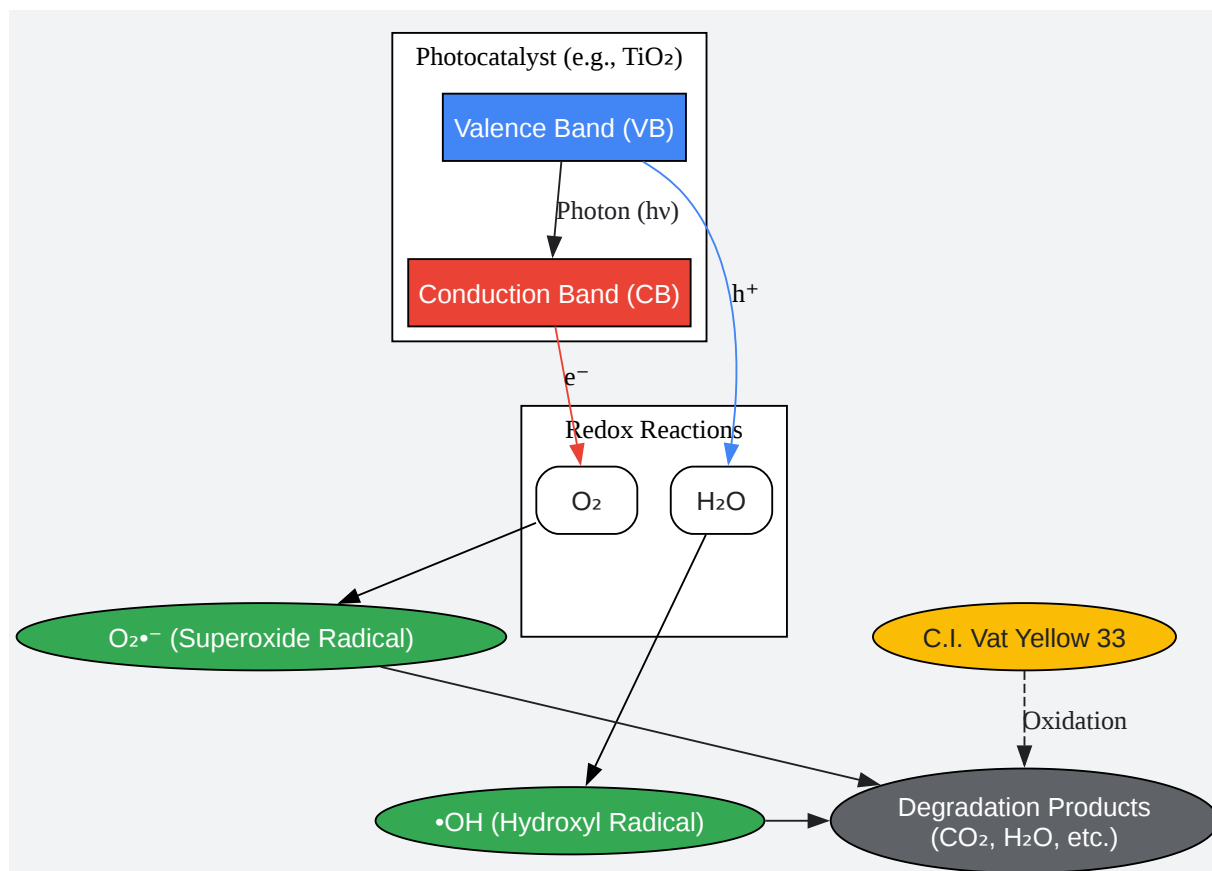 Photocatalyst (e.g., TiO₂)
Valence Band (VB)
Photon (hν)
Conduction Band (CB)
h⁺
e⁻
Redox Reactions
O₂
H₂O
O₂•⁻ (Superoxide Radical)
C.I. Vat Yellow 33
Oxidation
•OH (Hydroxyl Radical)
Degradation Products
(CO₂, H₂O, etc.)